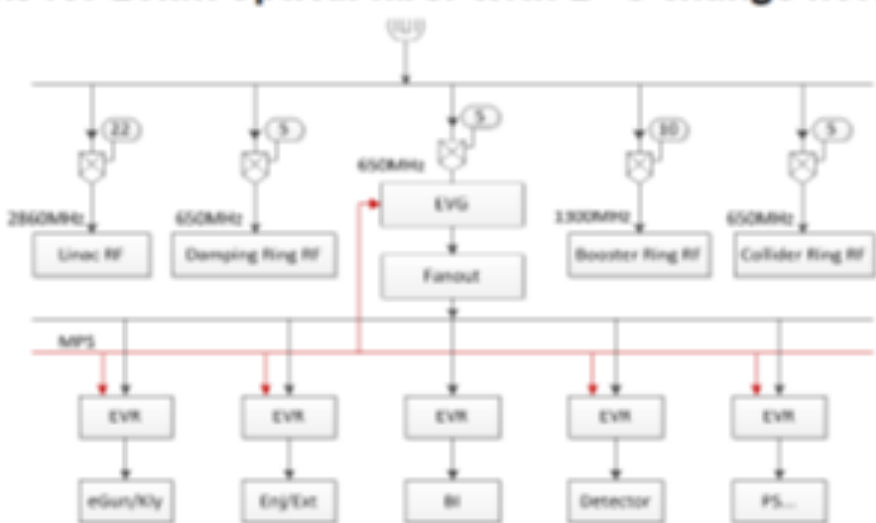 22
5
5
10
5
650MHz
2860MHz
650MHz
EVG
1300MHz
650MHz
Linac RF
Damping Ring RF
Booster Ring RF
Collider Ring RF
Fanout
MPS
EVR
EVR
EVR
EVR
EVR
eGun/Kly
Enj/Ext
BI
Detector
PS...